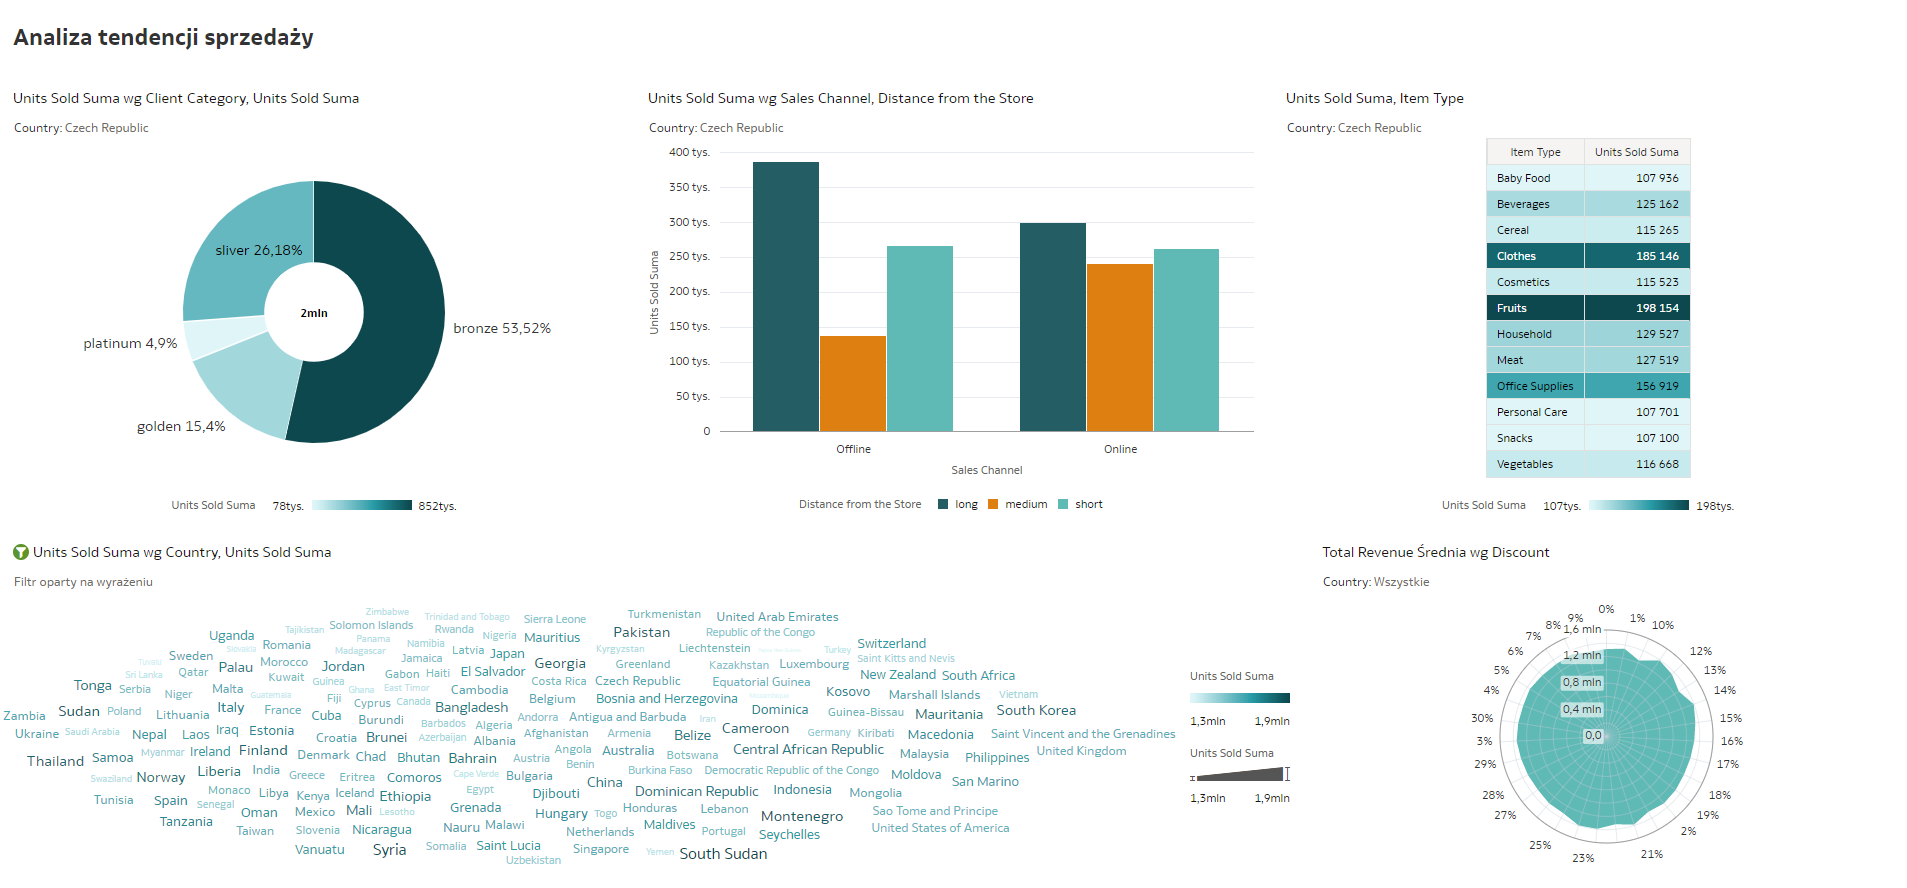 Analiza tendencji sprzedaży
Units Sold Suma wg Client Category, Units Sold Suma
Country: Czech Republic
sliver 26,18%
2mln
bronze 53,52%
platinum 4,9%
golden 15,4%
Units Sold Suma 78tys. 852tys.
Units Sold Suma wg Sales Channel, Distance from the Store
Country: Czech Republic
400 tys.
350 tys.
300 tys.
250 tys.
200 tys.
150 tys.
100 tys.
50 tys.
0
Units Sold Suma
Offline Online
Sales Channel
Distance from the Store long medium short
Units Sold Suma, Item Type
Country: Czech Republic
Item Type Units Sold Suma
Baby Food 107 936
Beverages 125 162
Cereal 115 265
Clothes 185 146
Cosmetics 115 523
Fruits 198 154
Household 129 527
Meat 127 519
Office Supplies 156 919
Personal Care 107 701
Snacks 107 100
Vegetables 116 668
Units Sold Suma 107tys. 198tys.
Units Sold Suma wg Country, Units Sold Suma
Filtr oparty na wyrażeniu
Zimbabwe Trinidad and Tobago Sierra Leone Turkmenistan United Arab Emirates
Tajikistan Solomon Islands Rwanda Nigeria Mauritius Pakistan Republic of the Congo
Uganda Romania Panama Madagascar Namibia Latvia Japan Kyrgyzstan Liechtenstein Turkey Switzerland
Slovakia Sweden Palau Morocco Jordan Jamaica El Salvador Georgia Greenland Kazakhstan Luxembourg Saint Kitts and Nevis
Tuvalu Sri Lanka Qatar Kuwait Guinea Gabon Haiti Costa Rica Czech Republic Equatorial Guinea New Zealand South Africa
Tonga Serbia Niger Malta Guatemala Fiji Ghana East Timor Cambodia Belgium Bosnia and Herzegovina Mozambique Kosovo Marshall Islands Vietnam
Zambia Sudan Poland Lithuania Italy France Cuba Cyprus Canada Bangladesh Andorra Antigua and Barbuda Iran Dominica Guinea-Bissau Mauritania South Korea
Ukraine Saudi Arabia Nepal Laos Iraq Estonia Croatia Burundi Brunei Barbados Azerbaijan Algeria Albania Afghanistan Armenia Belize Cameroon Germany Kiribati Macedonia Saint Vincent and the Grenadines
Thailand Samoa Myanmar Ireland Finland Denmark Chad Bhutan Bahrain Austria Angola Benin Australia Botswana Central African Republic Malaysia Philippines United Kingdom
Swaziland Norway Liberia India Greece Eritrea Comoros Cape Verde Bulgaria China Burkina Faso Democratic Republic of the Congo Moldova San Marino
Tunisia Spain Senegal Monaco Libya Kenya Iceland Ethiopia Egypt Djibouti Dominican Republic Indonesia Mongolia
Tanzania Oman Mexico Mali Lesotho Grenada Hungary Togo Honduras Lebanon Montenegro Sao Tome and Principe
Taiwan Slovenia Nicaragua Nauru Malawi Netherlands Maldives Portugal Seychelles United States of America
Vanuatu Syria Somalia Saint Lucia Uzbekistan Singapore Yemen South Sudan
Units Sold Suma
1,3mln 1,9mln
Units Sold Suma
1,3mln 1,9mln
Total Revenue Średnia wg Discount
Country: Wszystkie
0%
1%
10%
12%
13%
14%
15%
16%
17%
18%
19%
2%
21%
23%
25%
27%
28%
29%
3%
30%
4%
5%
6%
7%
8%
9%
1,6 mln
1,2 mln
0,8 mln
0,4 mln
0,0